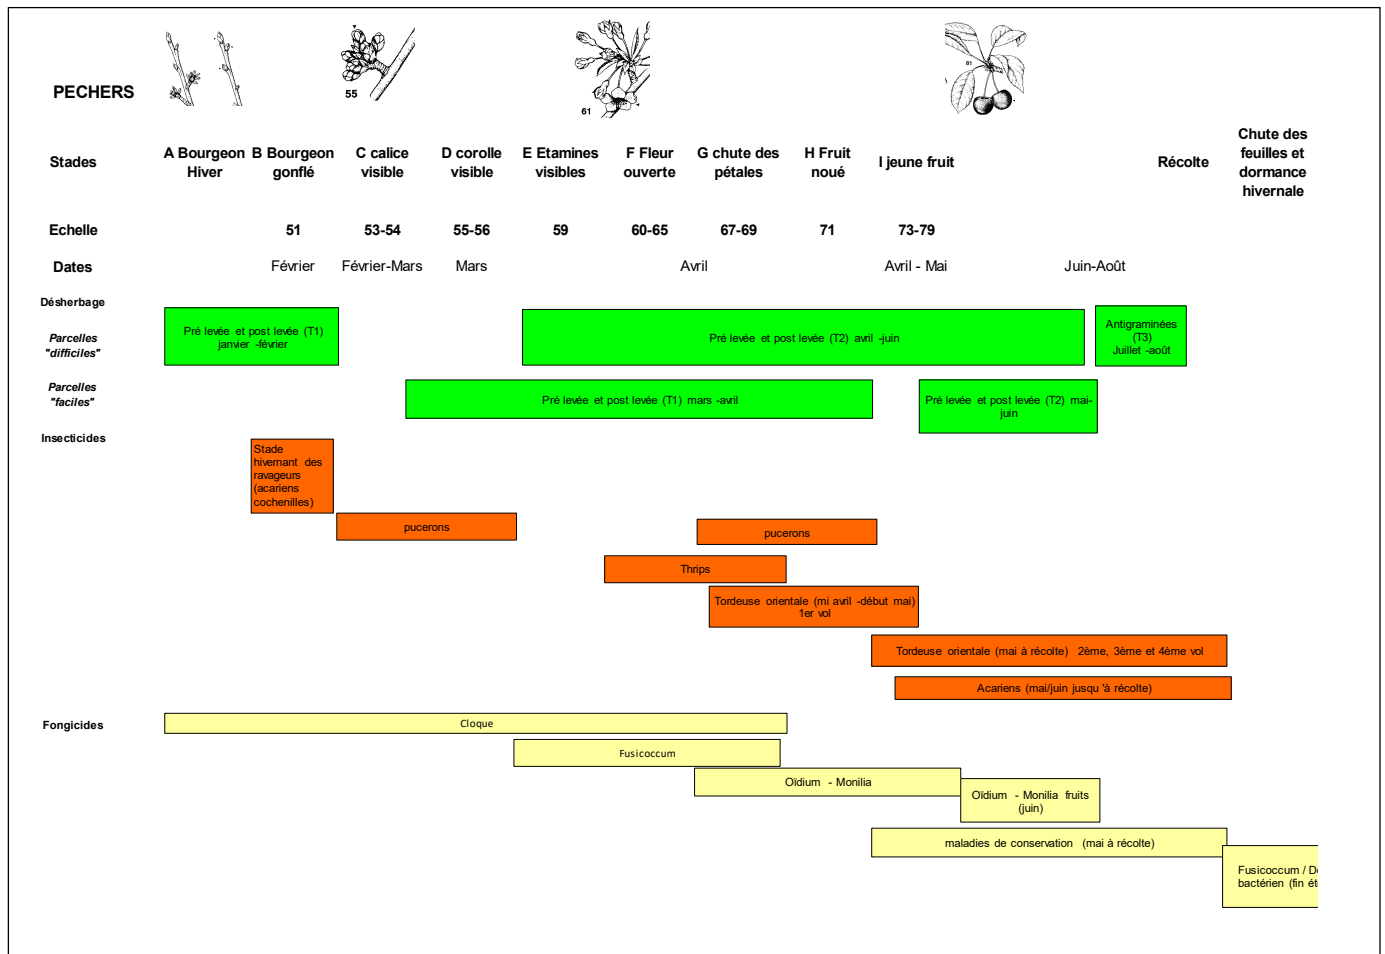 55
61
81
PECHERS
Stades
A Bourgeon
Hiver
B Bourgeon
gonflé
C calice
visible
D corolle
visible
E Etamines
visibles
F Fleur
ouverte
G chute des
pétales
H Fruit
noué
I jeune fruit
Récolte
Chute des
feuilles et
dormance
hivernale
Echelle
51
53-54
55-56
59
60-65
67-69
71
73-79
Dates
Février
Février-Mars
Mars
Avril
Avril - Mai
Juin-Août
Désherbage
Parcelles
"difficiles"
Pré levée et post levée (T1)
janvier -février
Pré levée et post levée (T2) avril -juin
Antigraminées
(T3)
Juillet -août
Parcelles
"faciles"
Pré levée et post levée (T1) mars -avril
Pré levée et post levée (T2) mai-
juin
Insecticides
Stade
hivernant des
ravageurs
(acariens
cochenilles)
pucerons
pucerons
Thrips
Tordeuse orientale (mi avril -début mai)
1er vol
Tordeuse orientale (mai à récolte) 2ème, 3ème et 4ème vol
Acariens (mai/juin jusqu 'à récolte)
Fongicides
Cloque
Fusicoccum
Oïdium - Monilia
Oïdium - Monilia fruits
(juin)
maladies de conservation (mai à récolte)
Fusicoccum /
bactérien (fin